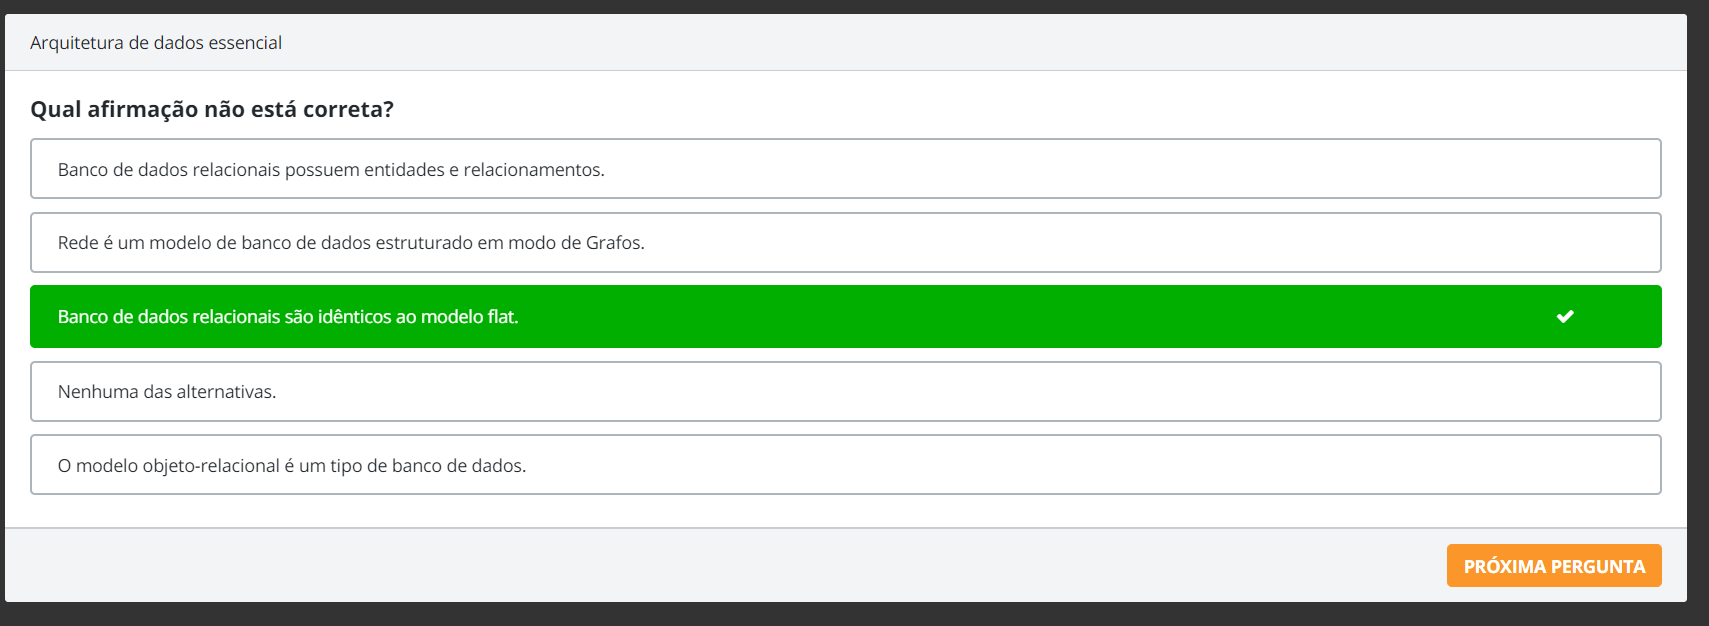 Arquitetura de dados essencial
Qual afirmação não está correta?
Banco de dados relacionais possuem entidades e relacionamentos.
Rede é um modelo de banco de dados estruturado em modo de Grafos.
Banco de dados relacionais são idênticos ao modelo flat.
Nenhuma das alternativas.
O modelo objeto-relacional é um tipo de banco de dados.
PRÓXIMA PERGUNTA